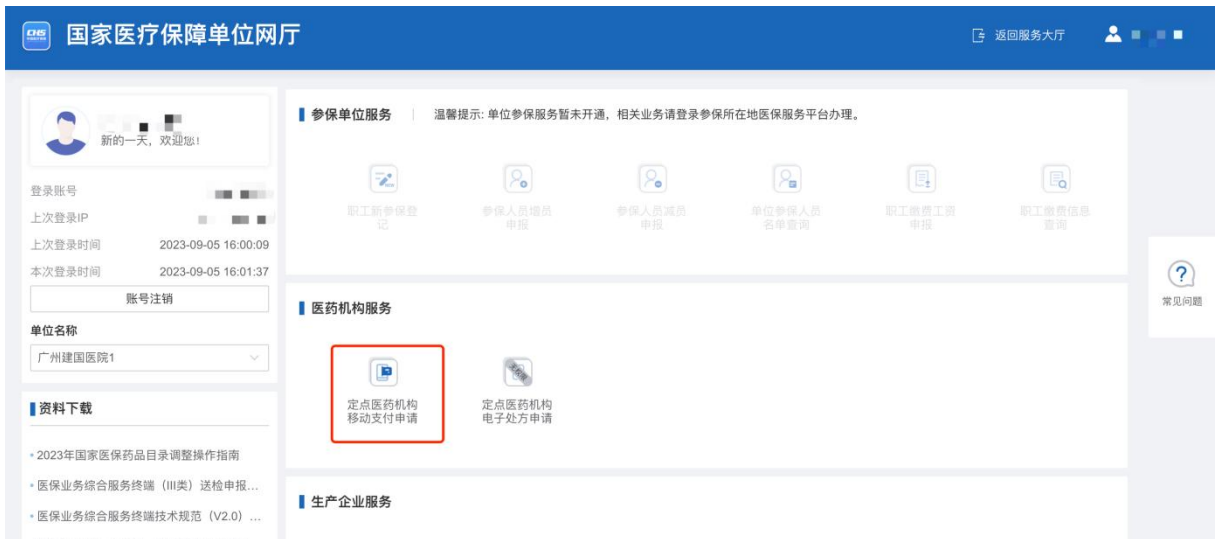 CHS
国家医疗保障单位网厅
返回服务大厅
新的一天，欢迎您!
登录账号
上次登录IP
上次登录时间 2023-09-05 16:00:09
本次登录时间 2023-09-05 16:01:37
账号注销
单位名称
广州建国医院1
资料下载
• 2023年国家医保药品目录调整操作指南
• 医保业务综合服务终端（III类）送检申报...
• 医保业务综合服务终端技术规范（V2.0）...
参保单位服务 温馨提示: 单位参保服务暂未开通，相关业务请登录参保所在地医保服务平台办理。
职工新参保登
记
参保人员增员
申报
参保人员减员
申报
单位参保人员
名单查询
职工缴费工资
申报
职工缴费信息
查询
医药机构服务
定点医药机构
移动支付申请
定点医药机构
电子处方申请
生产企业服务
?
常见问题